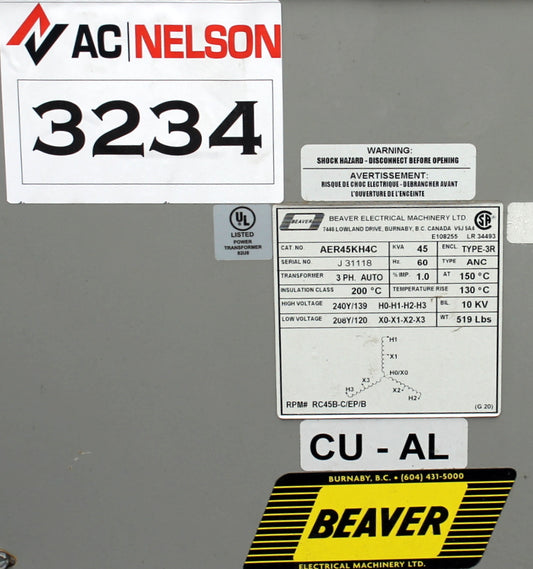 AC|NELSON
3234
WARNING:
SHOCK HAZARD - DISCONNECT BEFORE OPENING
AVERTISSEMENT:
RISQUE DE CHOC ELECTRIQUE - DEBRANCHER AVANT
L'OUVERTURE DE L'ENCEINTE
UL
LISTED
POWER
TRANSFORMER
BEAVER
BEAVER ELECTRICAL MACHINERY LTD.
7440 LOWLAND DRIVE, BURNABY, B.C. CANADA V5J 5A4
E108255 LR 34493
CAT NO. AER45KH4C KVA 45 ENCL TYPE-3R
SERIAL NO. J 31118 Hz. 60 TYPE ANC
TRANSFORMER 3 PH. AUTO % IMP. 1.0 AT 150 °C
INSULATION CLASS 200 °C TEMPERATURE RISE 130 °C
HIGH VOLTAGE 240Y/139 H0-H1-H2-H3 BIL 10 KV
LOW VOLTAGE 208Y/120 X0-X1-X2-X3 WT 519 Lbs
H1
X1
H0/X0
X3
H3
X2
H2
RPM# RC45B-C/EP/B (G 20)
CU - AL
BURNABY, B.C. • (604) 431-5000
BEAVER
ELECTRICAL MACHINERY LTD.